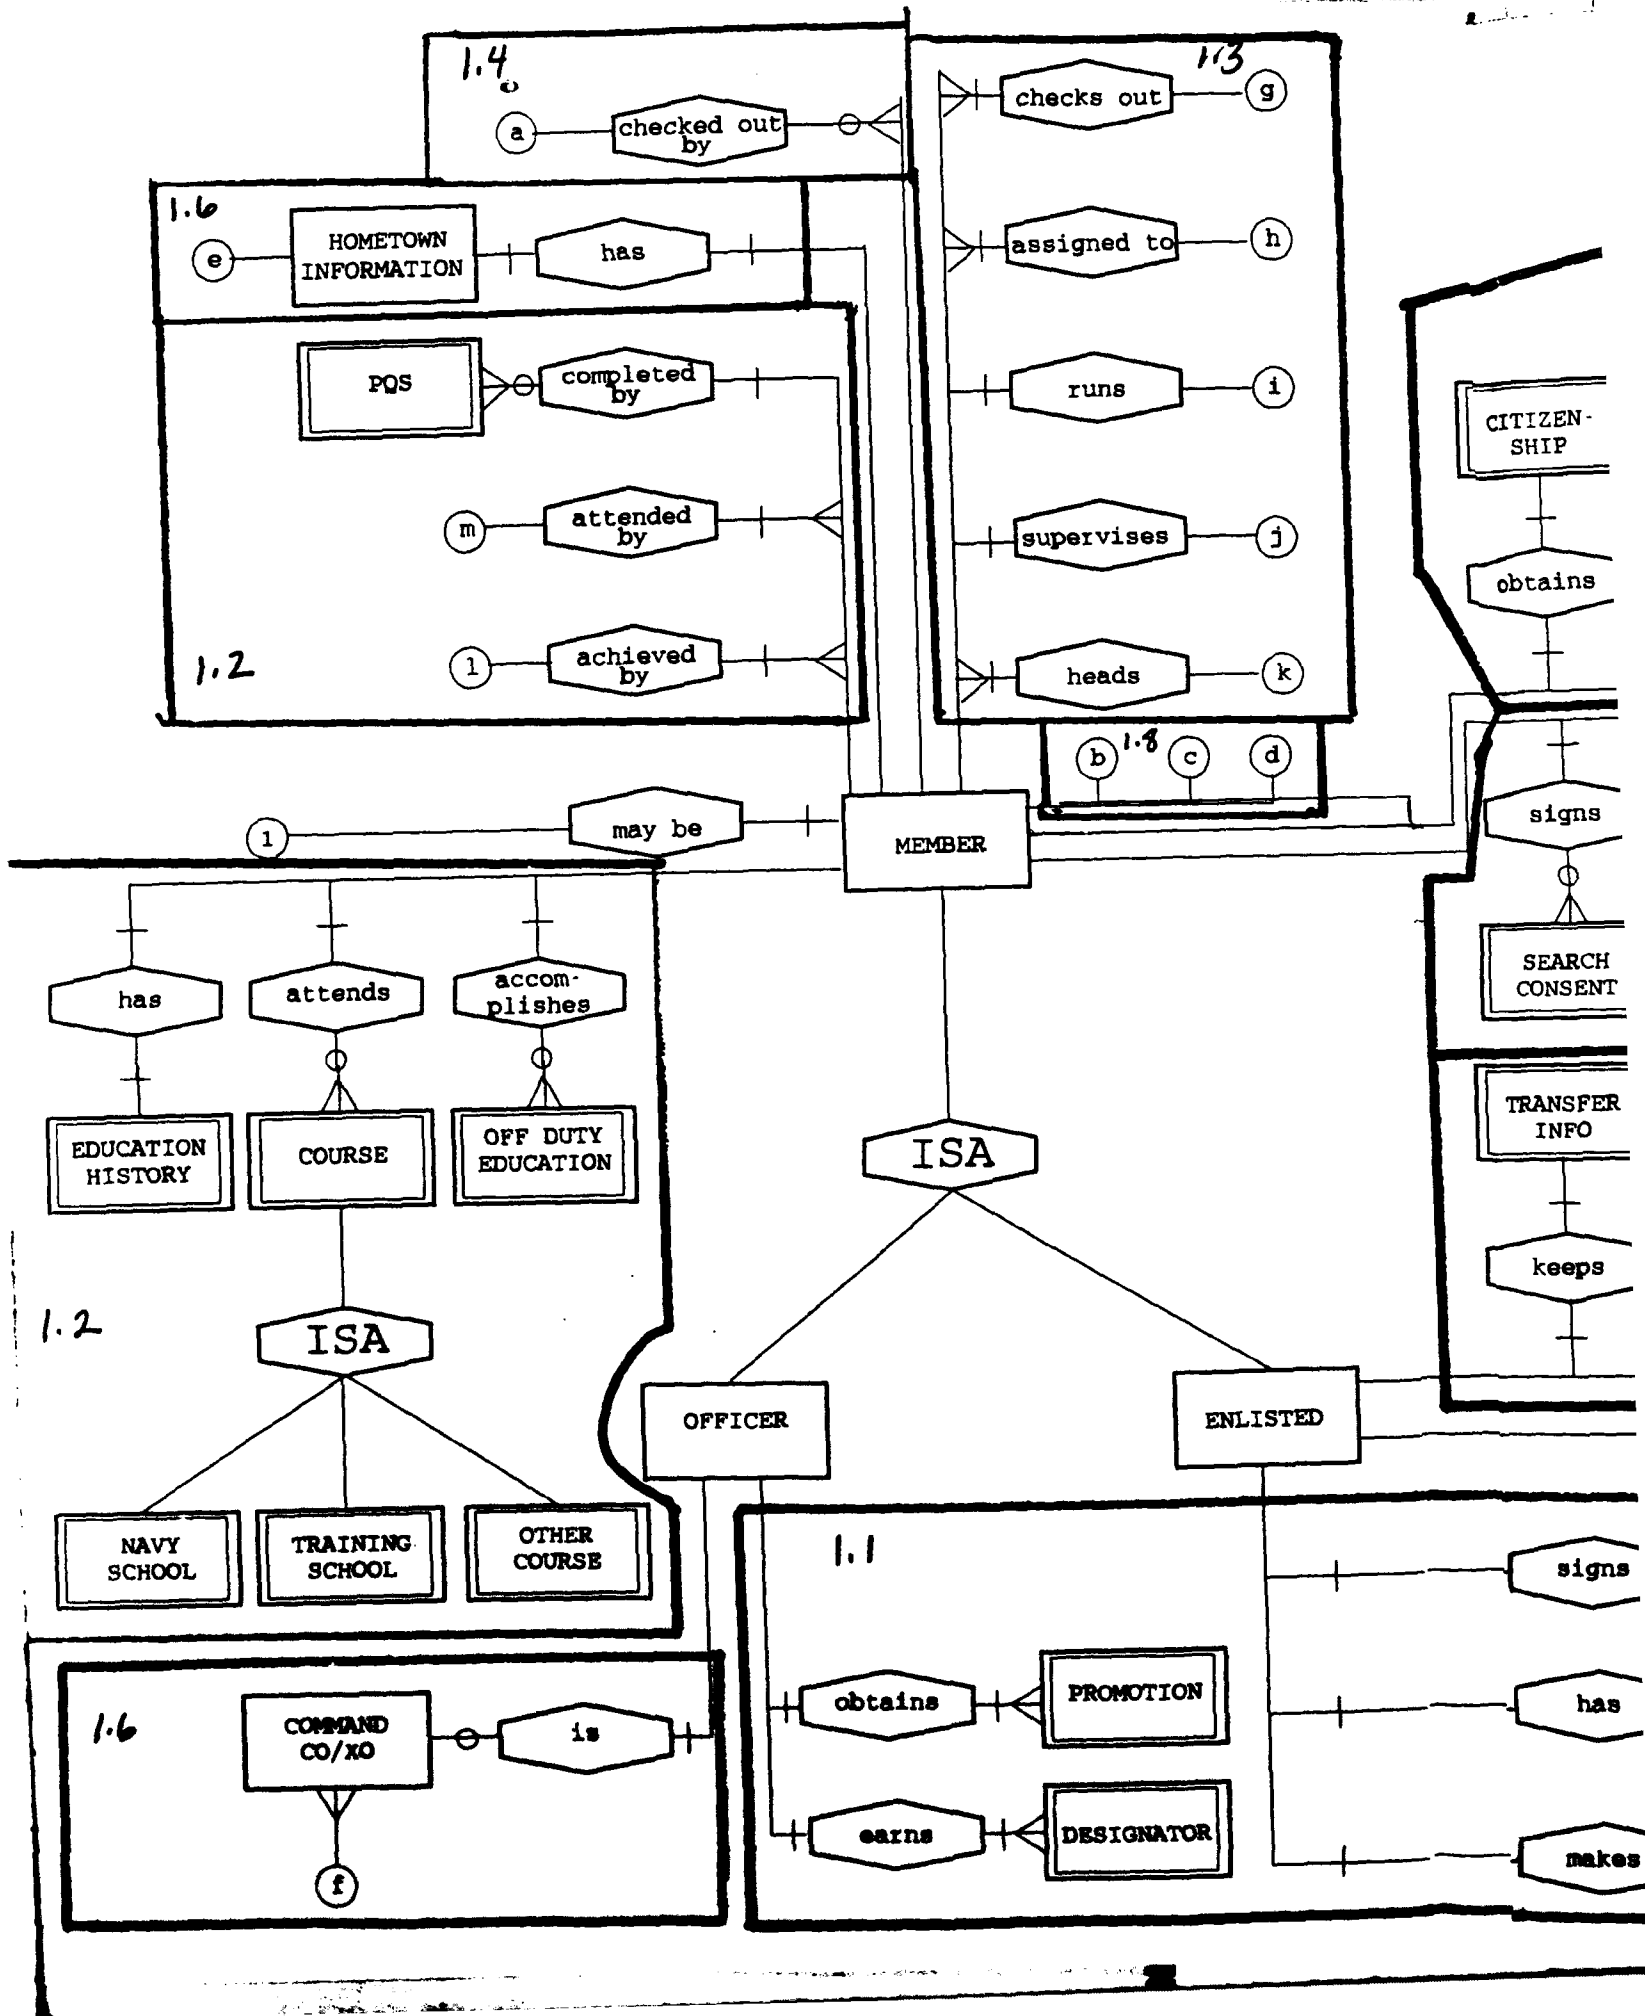 1.4
a
checked out
by
1.3
checks out
g
1.6
e
HOMETOWN
INFORMATION
has
assigned to
h
PQS
completed
by
runs
i
CITIZEN-
SHIP
m
attended
by
supervises
j
obtains
1.2
l
achieved
by
heads
k
b
1.8
c
d
l
may be
MEMBER
signs
has
attends
accom-
plishes
SEARCH
CONSENT
EDUCATION
HISTORY
COURSE
OFF DUTY
EDUCATION
ISA
TRANSFER
INFO
keeps
1.2
ISA
OFFICER
ENLISTED
NAVY
SCHOOL
TRAINING
SCHOOL
OTHER
COURSE
1.1
signs
1.6
COMMAND
CO/XO
is
obtains
PROMOTION
has
earns
DESIGNATOR
makes
f